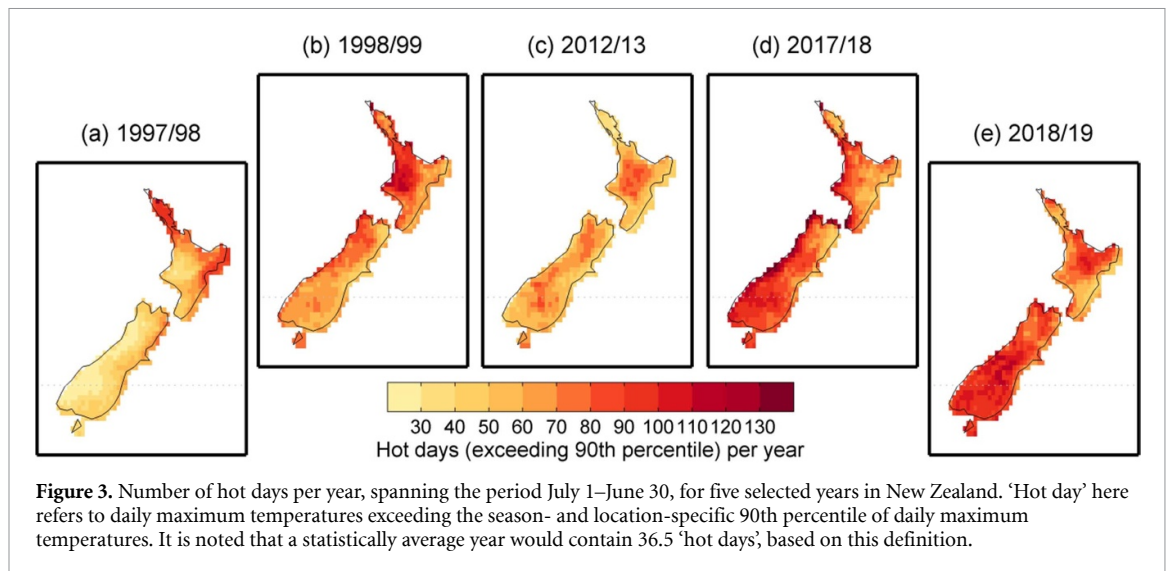 (a) 1997/98
(b) 1998/99
(c) 2012/13
(d) 2017/18
(e) 2018/19
30 40 50 60 70 80 90 100 110 120 130
Hot days (exceeding 90th percentile) per year
Figure 3. Number of hot days per year, spanning the period July 1–June 30, for five selected years in New Zealand. ‘Hot day’ here
refers to daily maximum temperatures exceeding the season- and location-specific 90th percentile of daily maximum
temperatures. It is noted that a statistically average year would contain 36.5 ‘hot days’, based on this definition.